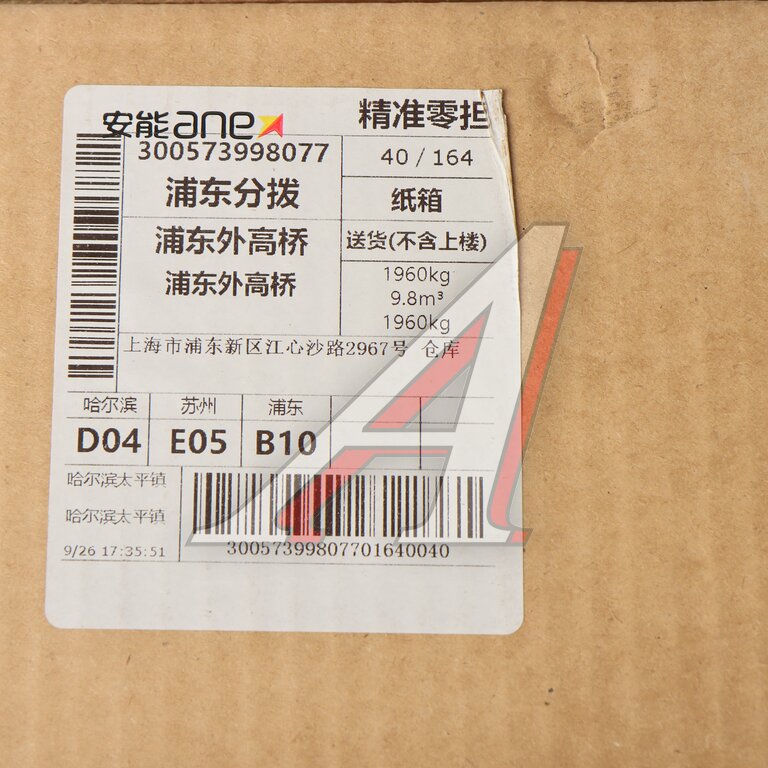 安能 ane 精准零担
300573998077 40 / 164
浦东分拨 纸箱
浦东外高桥 送货(不含上楼)
浦东外高桥 1960kg
9.8m³
1960kg
上海市浦东新区江心沙路2967号 仓库
哈尔滨 苏州 浦东
D04 E05 B10
哈尔滨太平镇
哈尔滨太平镇
9/26 17:35:51 30057399807701640040